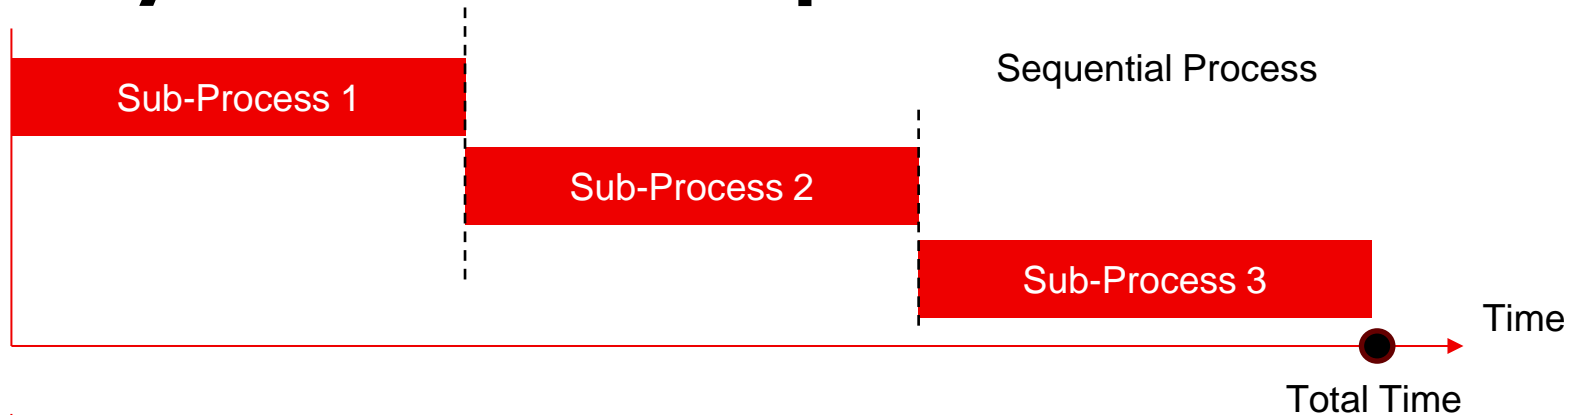 Sequential Process
Sub-Process 1
Sub-Process 2
Sub-Process 3
Time
Total Time